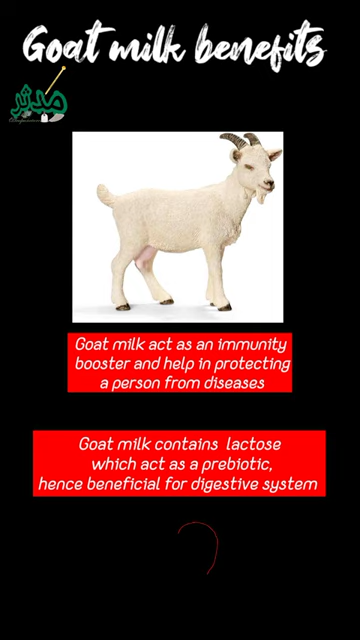 Goat milk benefits
مدثر
Goat milk act as an immunity
booster and help in protecting
a person from diseases
Goat milk contains lactose
which act as a prebiotic,
hence beneficial for digestive system